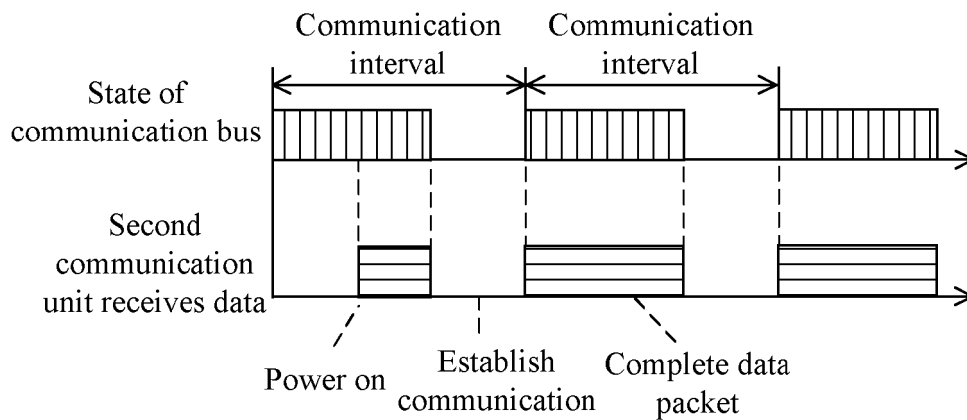 Communication
interval
Communication
interval
State of
communication bus
Second
communication
unit receives data
Power on
Establish
communication
Complete data
packet